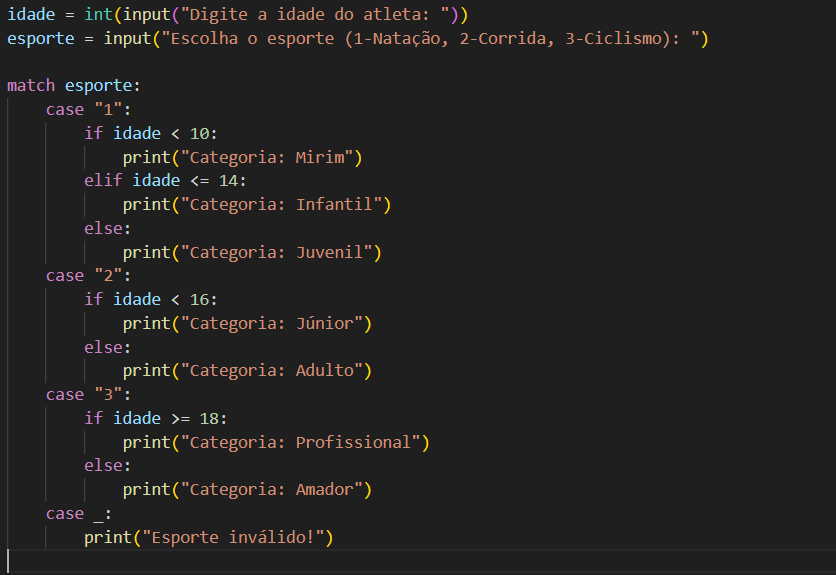 idade = int(input("Digite a idade do atleta: "))
esporte = input("Escolha o esporte (1-Natação, 2-Corrida, 3-Ciclismo): ")

match esporte:
    case "1":
        if idade < 10:
            print("Categoria: Mirim")
        elif idade <= 14:
            print("Categoria: Infantil")
        else:
            print("Categoria: Juvenil")
    case "2":
        if idade < 16:
            print("Categoria: Júnior")
        else:
            print("Categoria: Adulto")
    case "3":
        if idade >= 18:
            print("Categoria: Profissional")
        else:
            print("Categoria: Amador")
    case _:
        print("Esporte inválido!")